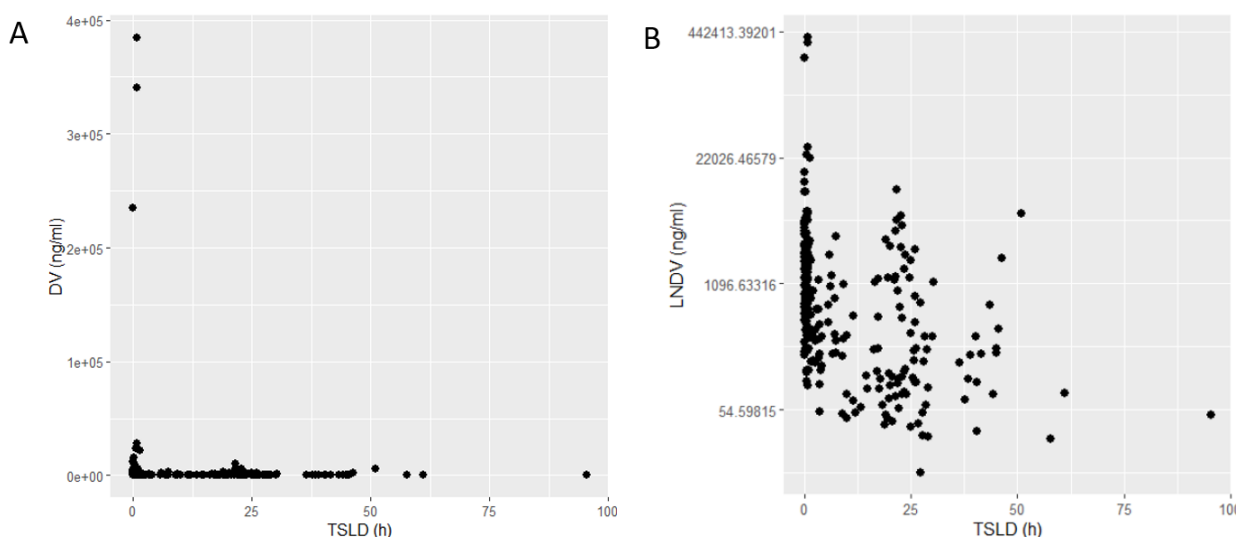 A
4e+05
3e+05
2e+05
1e+05
0e+00
DV (ng/ml)
0 25 50 75 100
TSLD (h)
B
442413.39201
22026.46579
1096.63316
54.59815
LNDV (ng/ml)
0 25 50 75 100
TSLD (h)